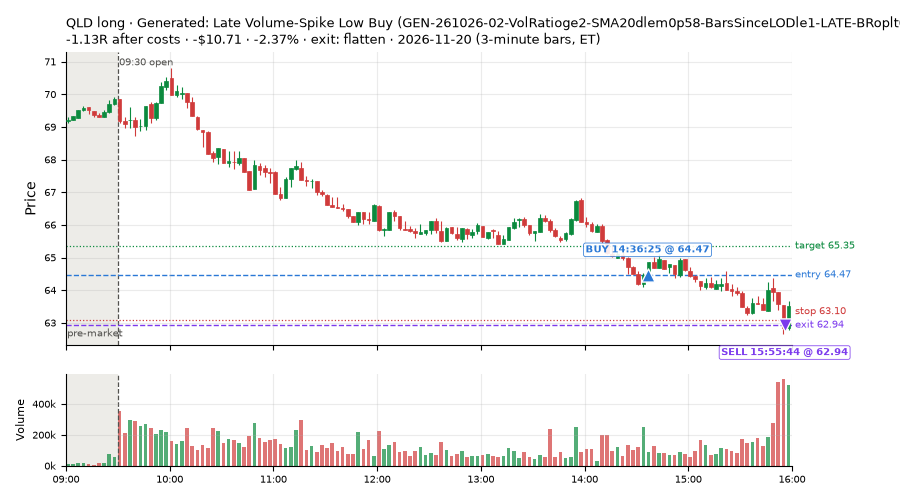 QLD long · Generated: Late Volume-Spike Low Buy (GEN-261026-02-VolRatioge2-SMA20dlem0p58-BarsSinceLODle1-LATE-BRoplt
-1.13R after costs · -$10.71 · -2.37% · exit: flatten · 2026-11-20 (3-minute bars, ET)
09:30 open
71
70
69
68
67
66
65
64
63
Price
BUY 14:36:25 @ 64.47
target 65.35
entry 64.47
stop 63.10
exit 62.94
pre-market
SELL 15:55:44 @ 62.94
Volume
400k
200k
0k
09:00 10:00 11:00 12:00 13:00 14:00 15:00 16:00